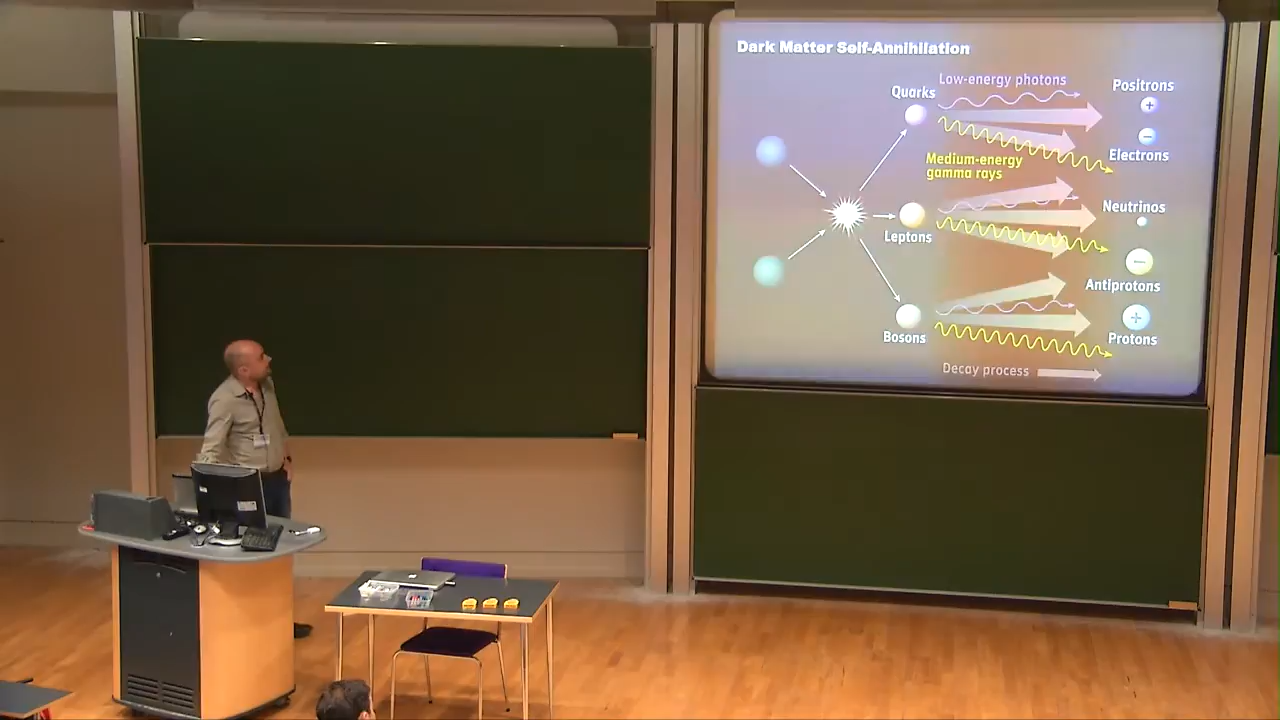 Dark Matter Self-Annihilation
Low-energy photons
Positrons
Quarks
+
−
Electrons
Medium-energy
gamma rays
Neutrinos
Leptons
−
Antiprotons
+
Bosons
Protons
Decay process